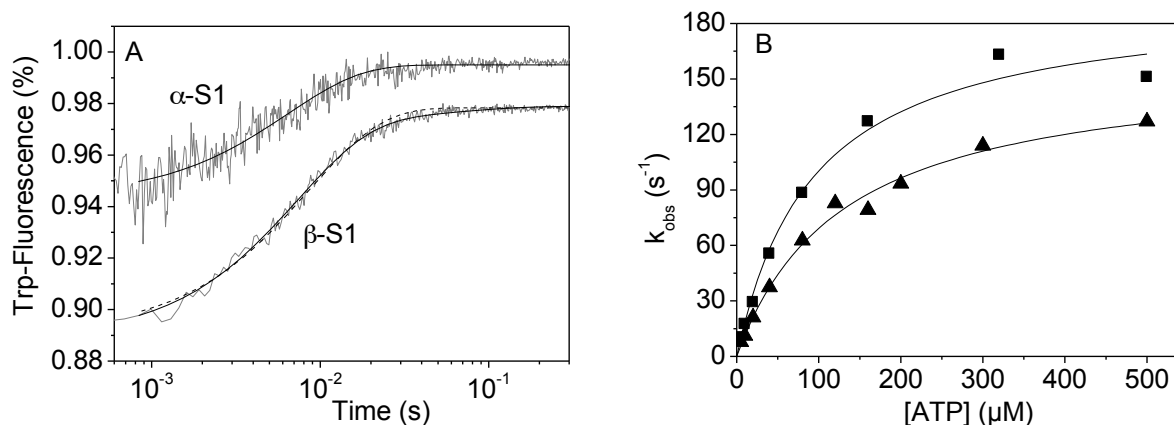 A
Trp-Fluorescence (%)
1.00
0.98
0.96
0.94
0.92
0.90
0.88
α-S1
β-S1
10⁻³
10⁻²
10⁻¹
Time (s)
B
k_obs (s⁻¹)
180
150
120
90
60
30
0
0
100
200
300
400
500
[ATP] (µM)